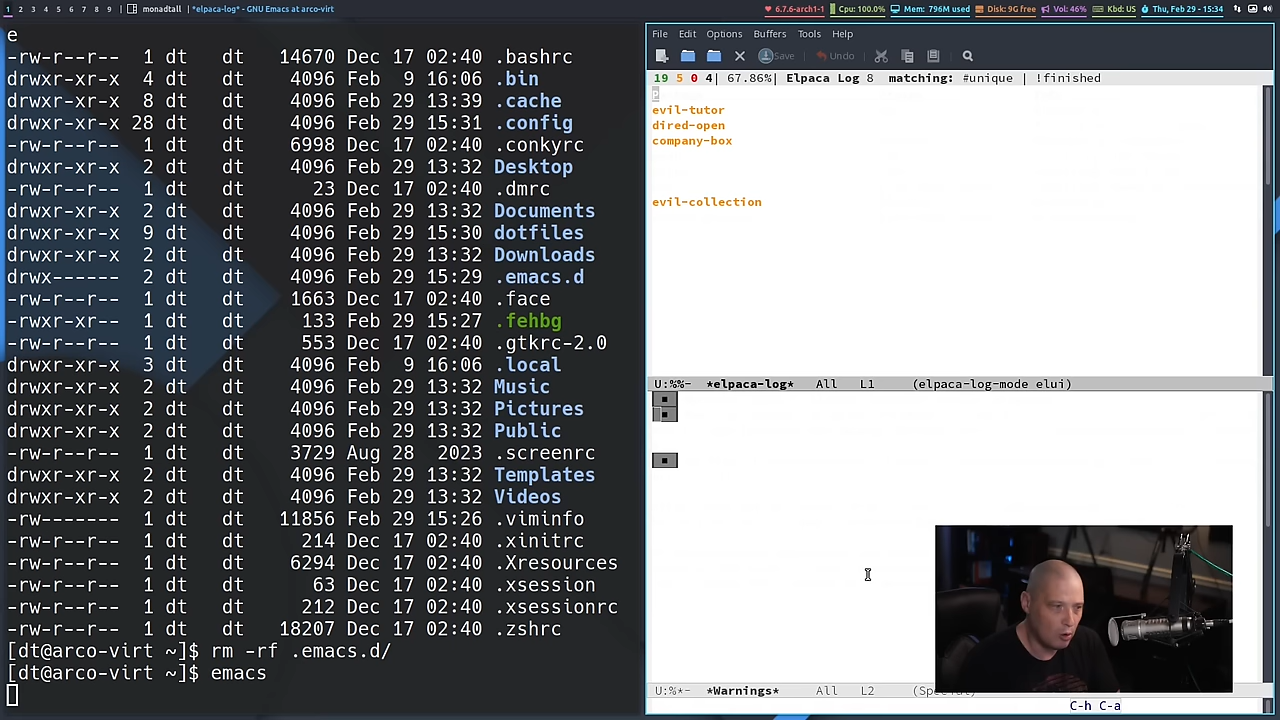 1 2 3 4 5 6 7 8 9 | monadtall | *elpaca-log* - GNU Emacs at arco-virt
6.7.6-arch1-1 Cpu: 100.0% Mem: 796M used Disk: 9G free Vol: 46% Kbd: US Thu, Feb 29 - 15:34
e
-rw-r--r-- 1 dt dt 14670 Dec 17 02:40 .bashrc
drwxr-xr-x 4 dt dt 4096 Feb 9 16:06 .bin
drwxr-xr-x 8 dt dt 4096 Feb 29 13:39 .cache
drwxr-xr-x 28 dt dt 4096 Feb 29 15:31 .config
-rw-r--r-- 1 dt dt 6998 Dec 17 02:40 .conkyrc
drwxr-xr-x 2 dt dt 4096 Feb 29 13:32 Desktop
-rw-r--r-- 1 dt dt 23 Dec 17 02:40 .dmrc
drwxr-xr-x 2 dt dt 4096 Feb 29 13:32 Documents
drwxr-xr-x 9 dt dt 4096 Feb 29 15:30 dotfiles
drwxr-xr-x 2 dt dt 4096 Feb 29 13:32 Downloads
drwx------ 2 dt dt 4096 Feb 29 15:29 .emacs.d
-rw-r--r-- 1 dt dt 1663 Dec 17 02:40 .face
-rwxr-xr-x 1 dt dt 133 Feb 29 15:27 .fehbg
-rw-r--r-- 1 dt dt 553 Dec 17 02:40 .gtkrc-2.0
drwxr-xr-x 3 dt dt 4096 Feb 9 16:06 .local
drwxr-xr-x 2 dt dt 4096 Feb 29 13:32 Music
drwxr-xr-x 2 dt dt 4096 Feb 29 13:32 Pictures
drwxr-xr-x 2 dt dt 4096 Feb 29 13:32 Public
-rw-r--r-- 1 dt dt 3729 Aug 28 2023 .screenrc
drwxr-xr-x 2 dt dt 4096 Feb 29 13:32 Templates
drwxr-xr-x 2 dt dt 4096 Feb 29 13:32 Videos
-rw------- 1 dt dt 11856 Feb 29 15:26 .viminfo
-rw-r--r-- 1 dt dt 214 Dec 17 02:40 .xinitrc
-rw-r--r-- 1 dt dt 6294 Dec 17 02:40 .Xresources
-rw-r--r-- 1 dt dt 63 Dec 17 02:40 .xsession
-rw-r--r-- 1 dt dt 212 Dec 17 02:40 .xsessionrc
-rw-r--r-- 1 dt dt 18207 Dec 17 02:40 .zshrc
[dt@arco-virt ~]$ rm -rf .emacs.d/
[dt@arco-virt ~]$ emacs
File Edit Options Buffers Tools Help
Save Undo
19 5 0 4| 67.86%| Elpaca Log 8 matching: #unique | !finished
evil-tutor
dired-open
company-box
evil-collection
U:%%- *elpaca-log* All L1 (elpaca-log-mode elui)
U:%*- *Warnings* All L2
C-h C-a